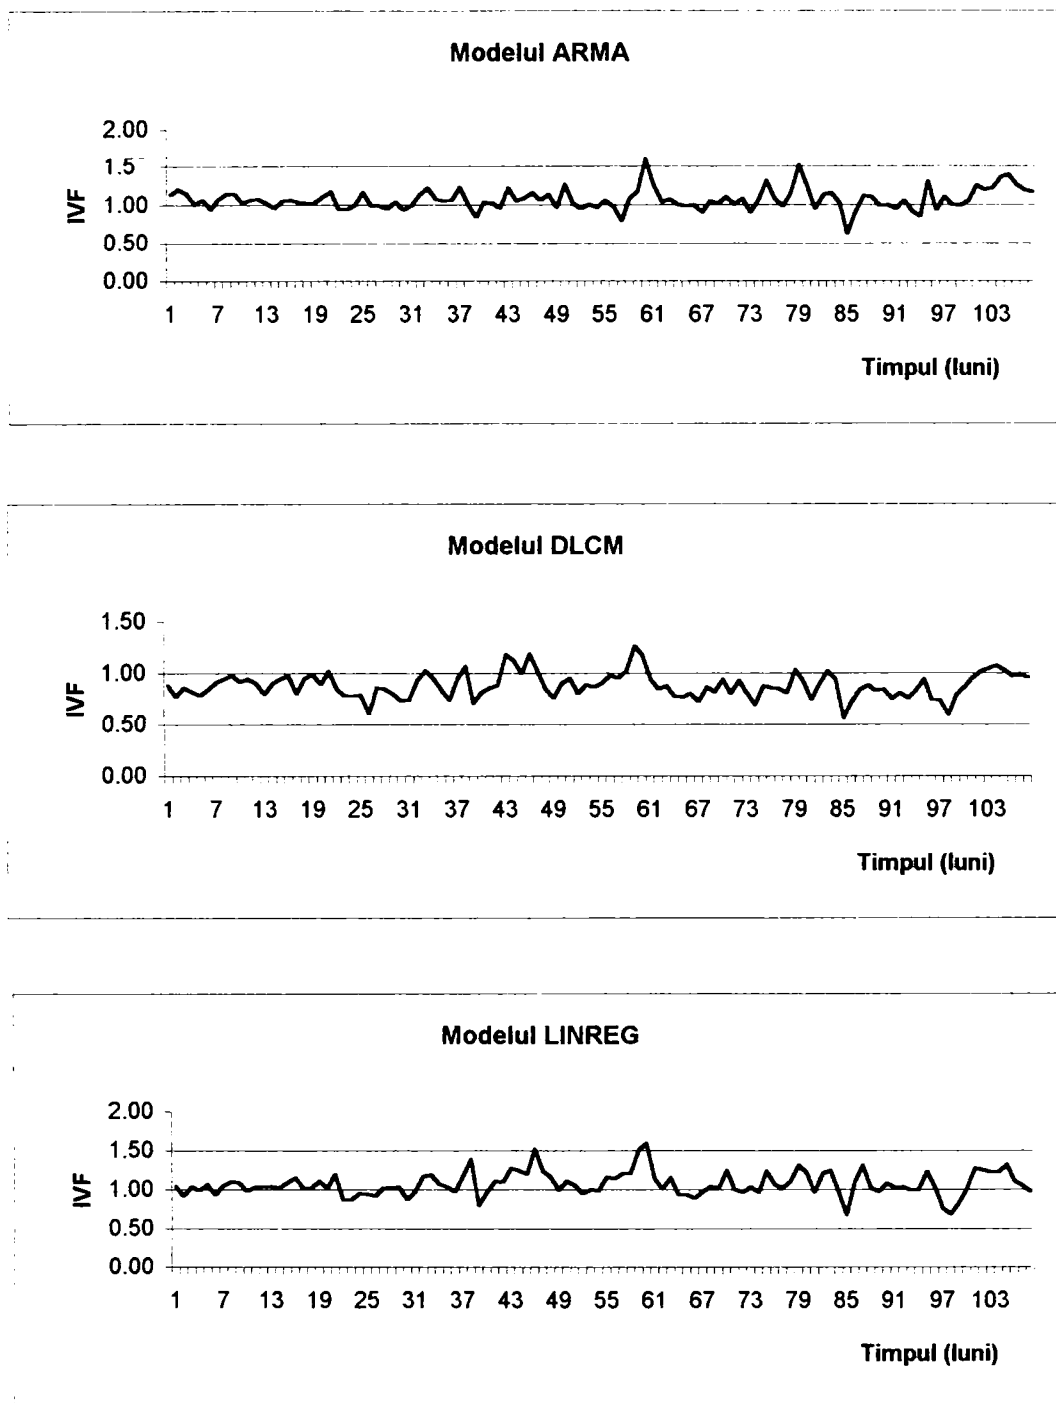 Modelul ARMA
2.00
1.5
1.00
0.50
0.00
IVF
1 7 13 19 25 31 37 43 49 55 61 67 73 79 85 91 97 103
Timpul (luni)
Modelul DLCM
1.50
1.00
0.50
0.00
IVF
1 7 13 19 25 31 37 43 49 55 61 67 73 79 85 91 97 103
Timpul (luni)
Modelul LINREG
2.00
1.50
1.00
0.50
0.00
IVF
1 7 13 19 25 31 37 43 49 55 61 67 73 79 85 91 97 103
Timpul (luni)